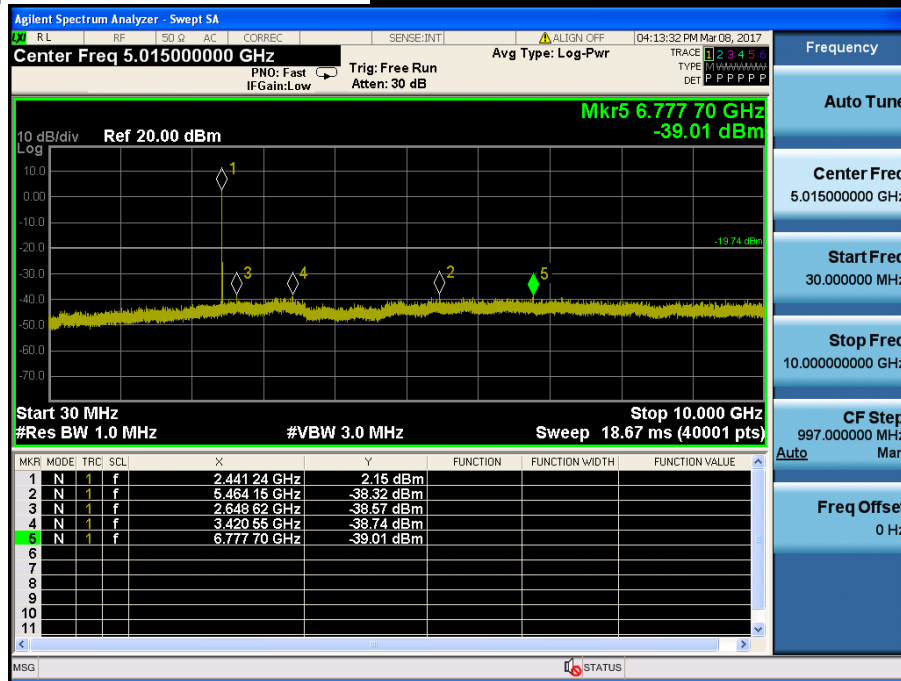 Agilent Spectrum Analyzer - Swept SA
LXI RL RF 50 Ω AC CORREC SENSE:INT ALIGN OFF 04:13:32 PM Mar 08, 2017
Center Freq 5.015000000 GHz
PNO: Fast
IFGain:Low
Trig: Free Run
Atten: 30 dB
Avg Type: Log-Pwr
TRACE 1 2 3 4 5 6
TYPE MWWWWW
DET P P P P P P
Mkr5 6.777 70 GHz
-39.01 dBm
10 dB/div Ref 20.00 dBm
Log
10.0
0.00
-10.0
-20.0
-30.0
-40.0
-50.0
-60.0
-70.0
1
3
4
2
5
-19.74 dBm
Start 30 MHz Stop 10.000 GHz
#Res BW 1.0 MHz #VBW 3.0 MHz Sweep 18.67 ms (40001 pts)
MKR MODE TRC SCL X Y FUNCTION FUNCTION WIDTH FUNCTION VALUE
1 N 1 f 2.441 24 GHz 2.15 dBm
2 N 1 f 5.464 15 GHz -38.32 dBm
3 N 1 f 2.648 62 GHz -38.57 dBm
4 N 1 f 3.420 55 GHz -38.74 dBm
5 N 1 f 6.777 70 GHz -39.01 dBm
6
7
8
9
10
11
MSG STATUS
Frequency
Auto Tune
Center Freq
5.015000000 GHz
Start Freq
30.000000 MHz
Stop Freq
10.000000000 GHz
CF Step
997.000000 MHz
Auto Man
Freq Offset
0 Hz